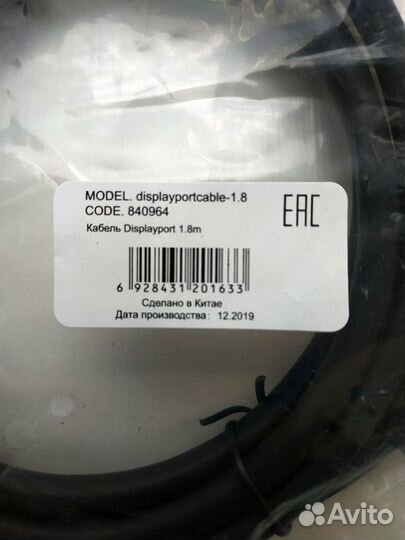 MODEL. displayportcable-1.8
CODE. 840964
EAC
Кабель Displayport 1.8m
6 928431 201633
Сделано в Китае
Дата производства: 12.2019
Avito